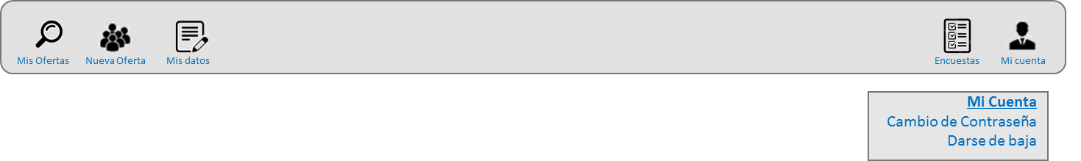 Mis Ofertas Nueva Oferta Mis datos Encuestas Mi cuenta
Mi Cuenta
Cambio de Contraseña
Darse de baja